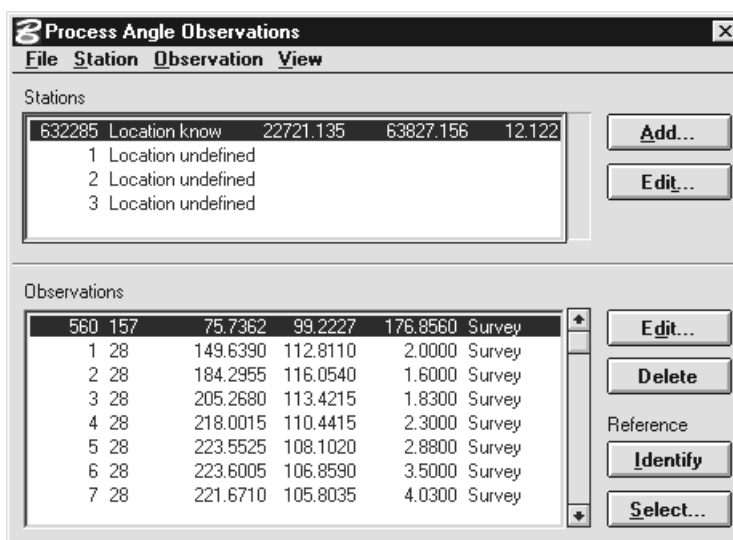 Process Angle Observations
File Station Observation View
Stations
632285 Location know 22721.135 63827.156 12.122
1 Location undefined
2 Location undefined
3 Location undefined
Add...
Edit...
Observations
560 157 75.7362 99.2227 176.8560 Survey
1 28 149.6390 112.8110 2.0000 Survey
2 28 184.2955 116.0540 1.6000 Survey
3 28 205.2680 113.4215 1.8300 Survey
4 28 218.0015 110.4415 2.3000 Survey
5 28 223.5525 108.1020 2.8800 Survey
6 28 223.6005 106.8590 3.5000 Survey
7 28 221.6710 105.8035 4.0300 Survey
Edit...
Delete
Reference
Identify
Select...